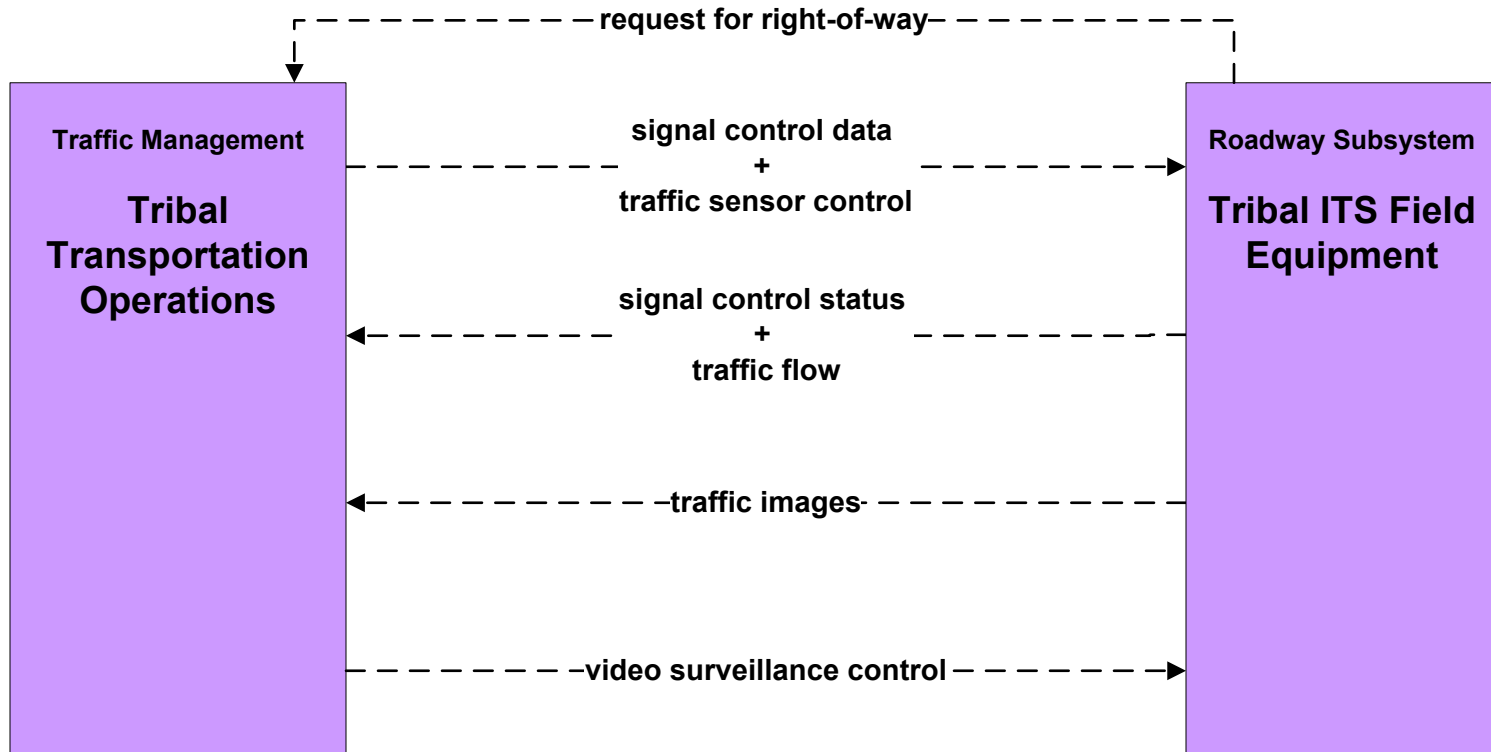 request for right-of-way
Traffic Management
Tribal
Transportation
Operations
signal control data
+
traffic sensor control
signal control status
+
traffic flow
traffic images
video surveillance control
Roadway Subsystem
Tribal ITS Field
Equipment